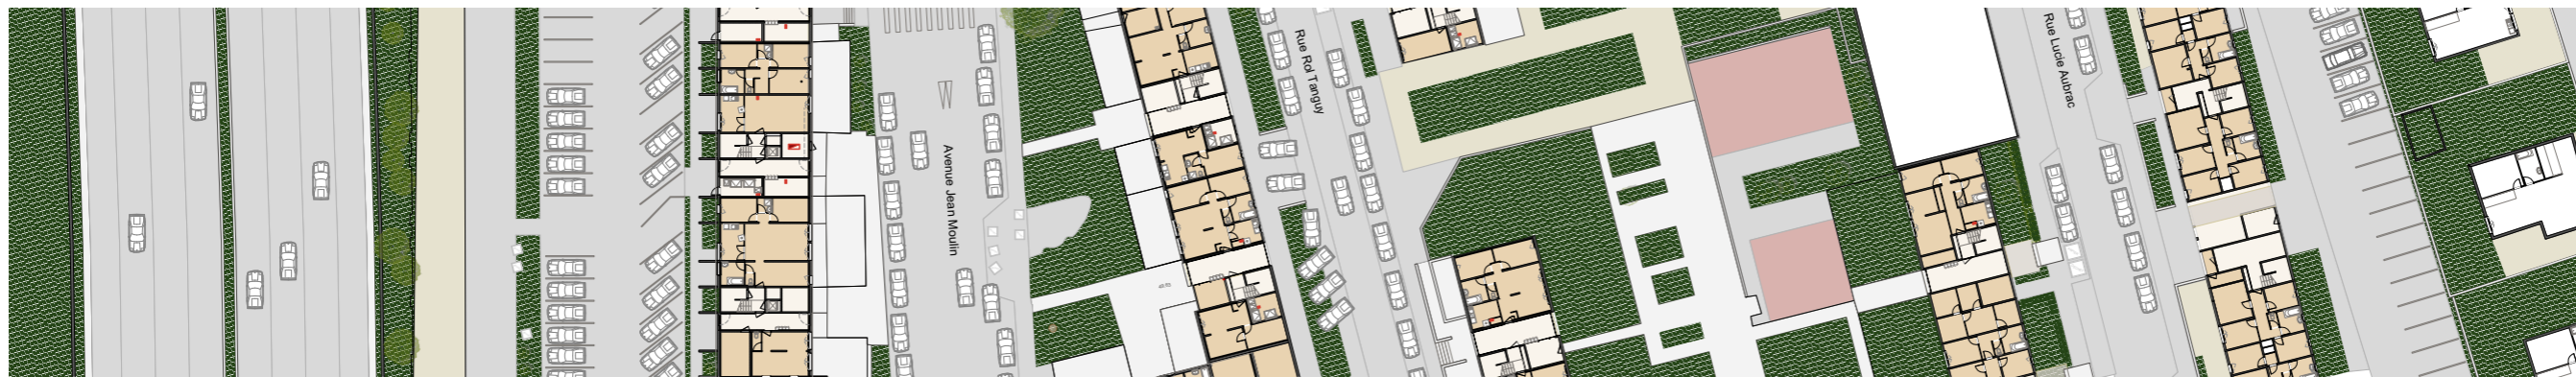 Avenue Jean Moulin
Rue Rol Tanguy
Rue Lucie Aubrac